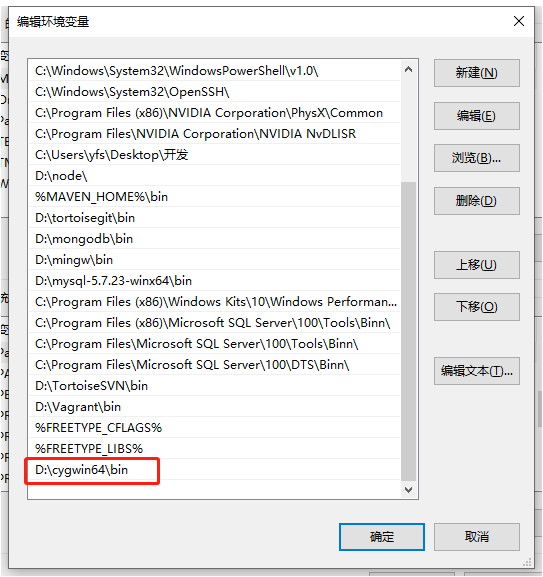 编辑环境变量
C:\Windows\System32\WindowsPowerShell\v1.0\
C:\Windows\System32\OpenSSH\
C:\Program Files (x86)\NVIDIA Corporation\PhysX\Common
C:\Program Files\NVIDIA Corporation\NVIDIA NvDLISR
C:\Users\yfs\Desktop\开发
D:\node\
%MAVEN_HOME%\bin
D:\tortoisegit\bin
D:\mongodb\bin
D:\mingw\bin
D:\mysql-5.7.23-winx64\bin
C:\Program Files (x86)\Windows Kits\10\Windows Performan...
C:\Program Files (x86)\Microsoft SQL Server\100\Tools\Binn\
C:\Program Files\Microsoft SQL Server\100\Tools\Binn\
C:\Program Files\Microsoft SQL Server\100\DTS\Binn\
D:\TortoiseSVN\bin
D:\Vagrant\bin
%FREETYPE_CFLAGS%
%FREETYPE_LIBS%
D:\cygwin64\bin
新建(N)
编辑(E)
浏览(B)...
删除(D)
上移(U)
下移(O)
编辑文本(T)...
确定
取消